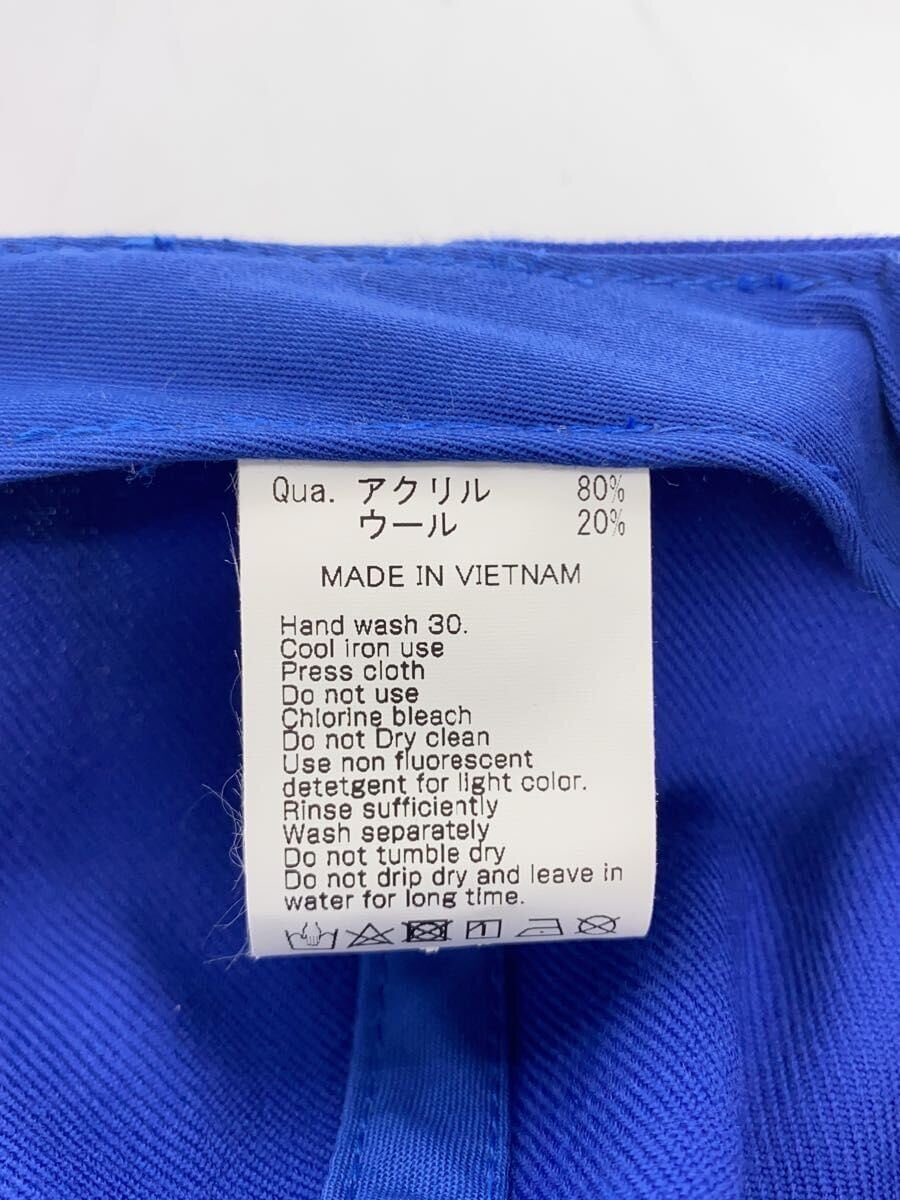 Qua. アクリル 80%
ウール 20%
MADE IN VIETNAM
Hand wash 30.
Cool iron use
Press cloth
Do not use
Chlorine bleach
Do not Dry clean
Use non fluorescent
detetgent for light color.
Rinse sufficiently
Wash separately
Do not tumble dry
Do not drip dry and leave in
water for long time.